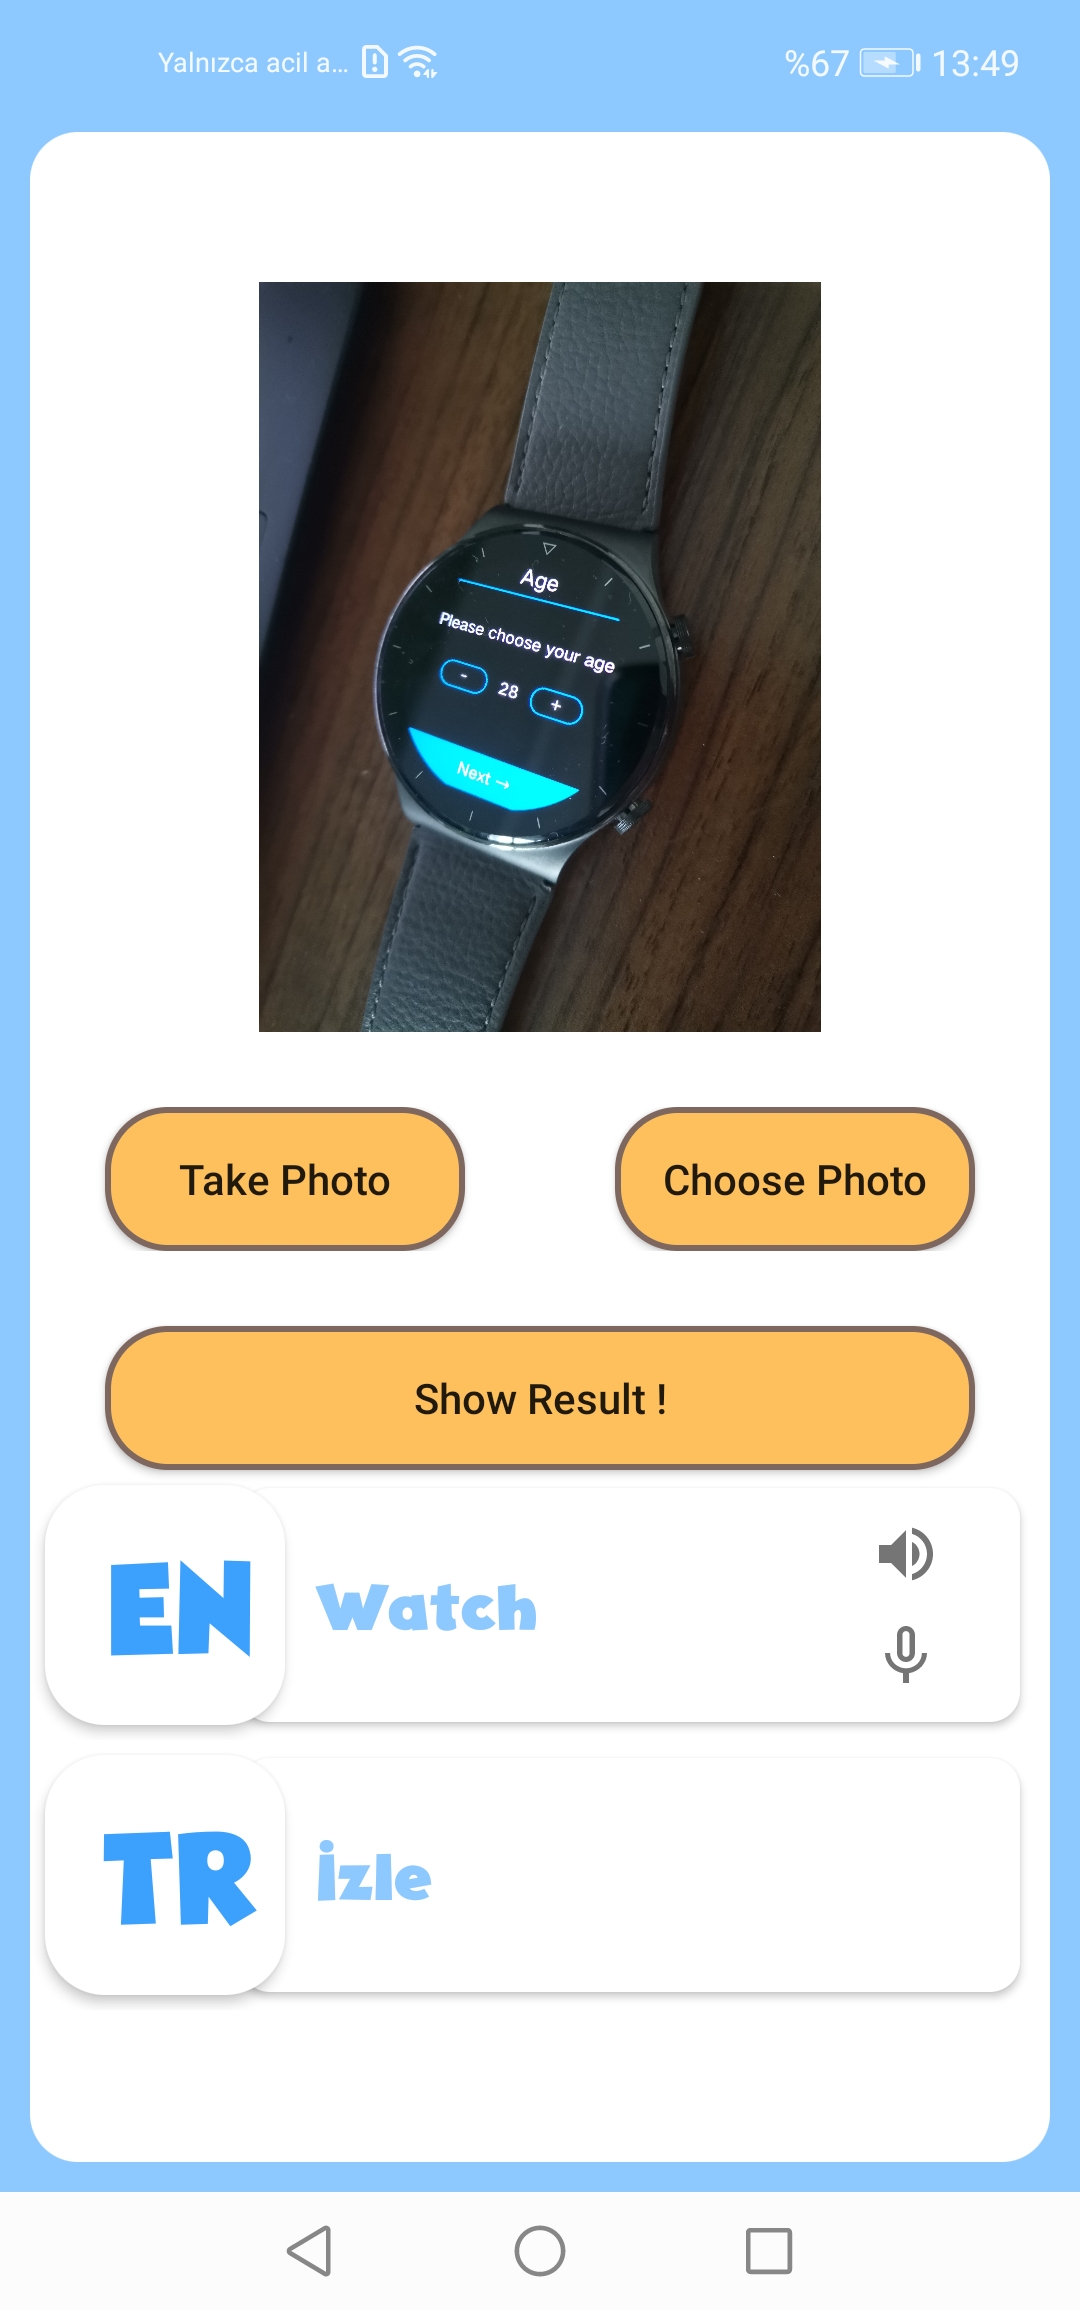 Yalnızca acil a...
%67 13:49
Age
Please choose your age
- 28 +
Next →
Take Photo
Choose Photo
Show Result !
EN
Watch
TR
İzle